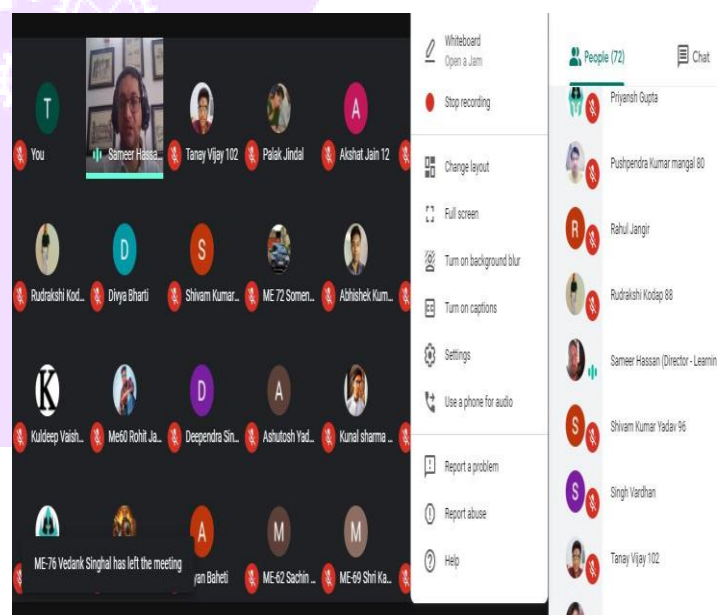 T
A
You
Sameer Hassa...
Tanay Vijay 102
Palak Jindal
Akshat Jain 12
D
S
Rudrakshi Kod...
Divya Bharti
Shivam Kumar...
ME 72 Somen...
Abhishek Kum...
K
D
A
Kuldeep Vaish...
Me60 Rohit Ja...
Deependra Sin...
Ashutosh Yad...
Kunal sharma ...
A
M
M
ME-76 Vedank Singhal has left the meeting
yan Baheti
ME-62 Sachin ...
ME-69 Shri Ka...
Whiteboard
Open a Jam
Stop recording
Change layout
Full screen
Turn on background blur
Turn on captions
Settings
Use a phone for audio
Report a problem
Report abuse
Help
People (72)
Chat
Priyansh Gupta
Pushpendra Kumar mangal 80
R
Rahul Jangir
Rudrakshi Kodap 88
Sameer Hassan (Director - Learnin
S
Shivam Kumar Yadav 96
S
Singh Vardhan
Tanay Vijay 102